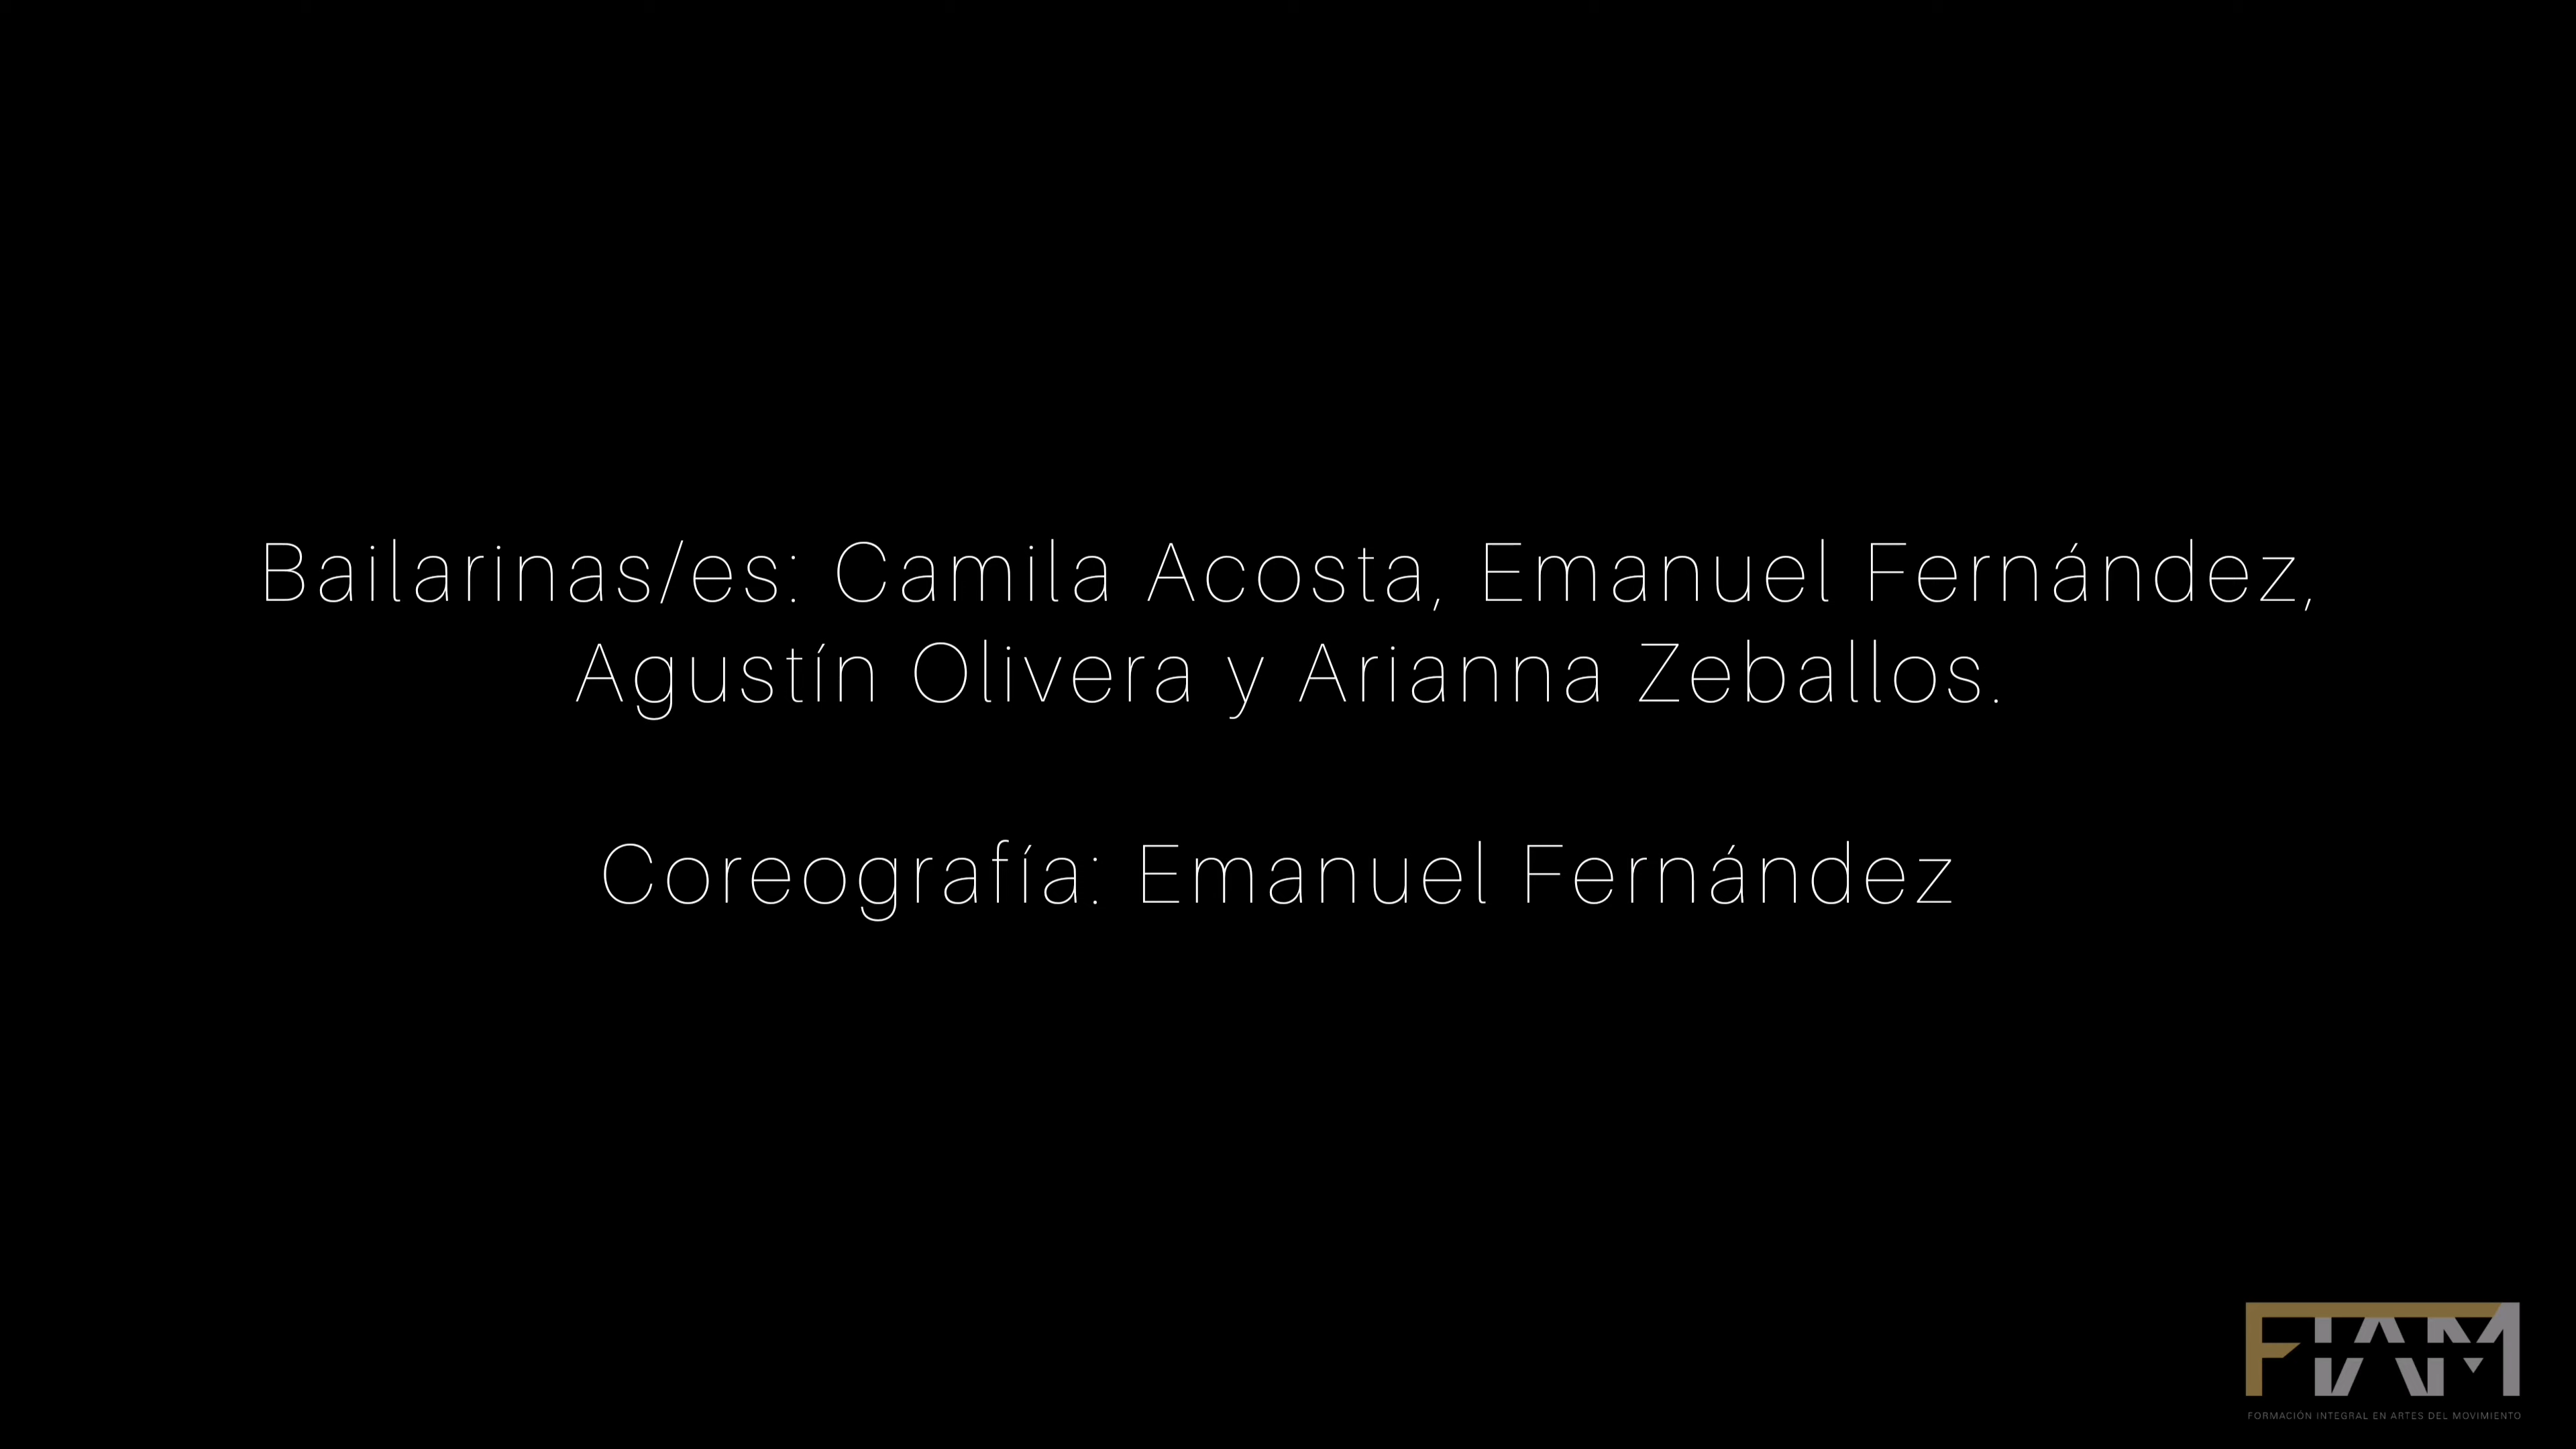 Bailarinas/es: Camila Acosta, Emanuel Fernández,
Agustín Olivera y Arianna Zeballos.
Coreografía: Emanuel Fernández
FIAM
FORMACIÓN INTEGRAL EN ARTES DEL MOVIMIENTO